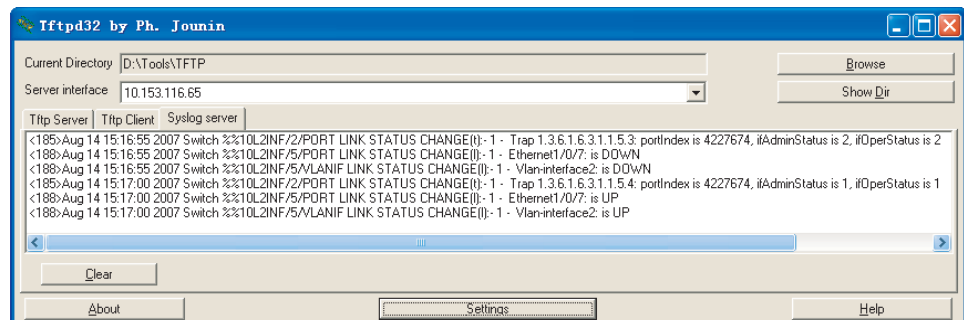 Tftpd32 by Ph. Jounin
Current Directory D:\Tools\TFTP Browse
Server interface 10.153.116.65 Show Dir
Tftp Server Tftp Client Syslog server
<185>Aug 14 15:16:55 2007 Switch %%10L2INF/2/PORT LINK STATUS CHANGE(t):- 1 - Trap 1.3.6.1.6.3.1.1.5.3: portIndex is 4227674, ifAdminStatus is 2, ifOperStatus is 2
<188>Aug 14 15:16:55 2007 Switch %%10L2INF/5/PORT LINK STATUS CHANGE(l):- 1 - Ethernet1/0/7: is DOWN
<188>Aug 14 15:16:55 2007 Switch %%10L2INF/5/VLANIF LINK STATUS CHANGE(l):- 1 - Vlan-interface2: is DOWN
<185>Aug 14 15:17:00 2007 Switch %%10L2INF/2/PORT LINK STATUS CHANGE(t):- 1 - Trap 1.3.6.1.6.3.1.1.5.4: portIndex is 4227674, ifAdminStatus is 1, ifOperStatus is 1
<188>Aug 14 15:17:00 2007 Switch %%10L2INF/5/PORT LINK STATUS CHANGE(l):- 1 - Ethernet1/0/7: is UP
<188>Aug 14 15:17:00 2007 Switch %%10L2INF/5/VLANIF LINK STATUS CHANGE(l):- 1 - Vlan-interface2: is UP
Clear
About Settings Help